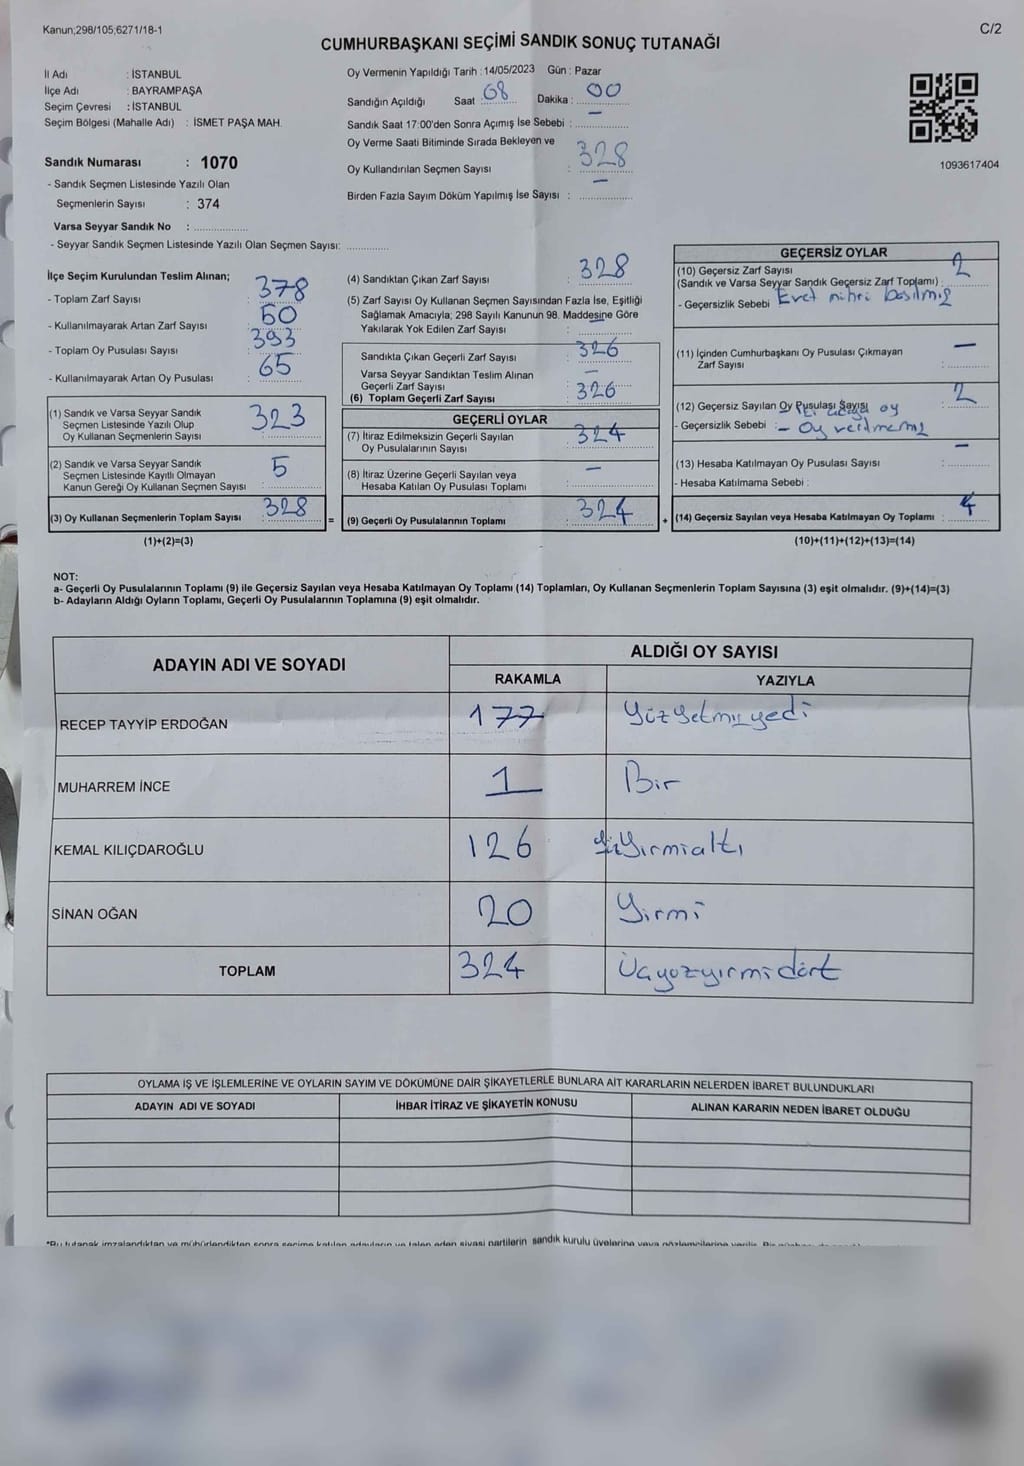 Kanun;298/105;6271/18-1
C/2
CUMHURBAŞKANI SEÇİMİ SANDIK SONUÇ TUTANAĞI
İl Adı : İSTANBUL
İlçe Adı : BAYRAMPAŞA
Seçim Çevresi : İSTANBUL
Seçim Bölgesi (Mahalle Adı) : İSMET PAŞA MAH.
Sandık Numarası : 1070
- Sandık Seçmen Listesinde Yazılı Olan
Seçmenlerin Sayısı : 374
Varsa Seyyar Sandık No :
- Seyyar Sandık Seçmen Listesinde Yazılı Olan Seçmen Sayısı:
Oy Vermenin Yapıldığı Tarih : 14/05/2023 Gün : Pazar
Sandığın Açıldığı Saat 08 Dakika : 00
Sandık Saat 17:00'den Sonra Açımış İse Sebebi : —
Oy Verme Saati Bitiminde Sırada Bekleyen ve
Oy Kullandırılan Seçmen Sayısı : 328
Birden Fazla Sayım Döküm Yapılmış İse Sayısı : —
1093617404
İlçe Seçim Kurulundan Teslim Alınan;
- Toplam Zarf Sayısı : 378
- Kullanılmayarak Artan Zarf Sayısı : 50
- Toplam Oy Pusulası Sayısı : 393
- Kullanılmayarak Artan Oy Pusulası : 65
(1) Sandık ve Varsa Seyyar Sandık
Seçmen Listesinde Yazılı Olup
Oy Kullanan Seçmenlerin Sayısı : 323
(2) Sandık ve Varsa Seyyar Sandık
Seçmen Listesinde Kayıtlı Olmayan
Kanun Gereği Oy Kullanan Seçmen Sayısı : 5
(3) Oy Kullanan Seçmenlerin Toplam Sayısı : 328
(1)+(2)=(3)
(4) Sandıktan Çıkan Zarf Sayısı : 328
(5) Zarf Sayısı Oy Kullanan Seçmen Sayısından Fazla İse, Eşitliği
Sağlamak Amacıyla; 298 Sayılı Kanunun 98. Maddesine Göre
Yakılarak Yok Edilen Zarf Sayısı : —
Sandıkta Çıkan Geçerli Zarf Sayısı : 326
Varsa Seyyar Sandıktan Teslim Alınan
Geçerli Zarf Sayısı : —
(6) Toplam Geçerli Zarf Sayısı : 326
GEÇERLİ OYLAR
(7) İtiraz Edilmeksizin Geçerli Sayılan
Oy Pusulalarının Sayısı : 324
(8) İtiraz Üzerine Geçerli Sayılan veya
Hesaba Katılan Oy Pusulası Toplamı : —
= (9) Geçerli Oy Pusulalarının Toplamı : 324
GEÇERSİZ OYLAR
(10) Geçersiz Zarf Sayısı
(Sandık ve Varsa Seyyar Sandık Geçersiz Zarf Toplamı) : 2
- Geçersizlik Sebebi : Evet mührü basılmış
(11) İçinden Cumhurbaşkanı Oy Pusulası Çıkmayan
Zarf Sayısı : —
(12) Geçersiz Sayılan Oy Pusulası Sayısı : 2
- Geçersizlik Sebebi : oy
- Oy verilmemiş
(13) Hesaba Katılmayan Oy Pusulası Sayısı : —
- Hesaba Katılmama Sebebi :
+ (14) Geçersiz Sayılan veya Hesaba Katılmayan Oy Toplamı : 4
(10)+(11)+(12)+(13)=(14)
NOT:
a- Geçerli Oy Pusulalarının Toplamı (9) ile Geçersiz Sayılan veya Hesaba Katılmayan Oy Toplamı (14) Toplamları, Oy Kullanan Seçmenlerin Toplam Sayısına (3) eşit olmalıdır. (9)+(14)=(3)
b- Adayların Aldığı Oyların Toplamı, Geçerli Oy Pusulalarının Toplamına (9) eşit olmalıdır.
ADAYIN ADI VE SOYADI
ALDIĞI OY SAYISI
RAKAMLA YAZIYLA
RECEP TAYYİP ERDOĞAN 177 Yüzyetmişyedi
MUHARREM İNCE 1 Bir
KEMAL KILIÇDAROĞLU 126 Yüzyirmialtı
SİNAN OĞAN 20 Yirmi
TOPLAM 324 Üçyüzyirmidört
OYLAMA İŞ VE İŞLEMLERİNE VE OYLARIN SAYIM VE DÖKÜMÜNE DAİR ŞİKAYETLERLE BUNLARA AİT KARARLARIN NELERDEN İBARET BULUNDUKLARI
ADAYIN ADI VE SOYADI İHBAR İTİRAZ VE ŞİKAYETİN KONUSU ALINAN KARARIN NEDEN İBARET OLDUĞU
*Bu tutanak imzalandıktan ve mühürlendikten sonra seçime katılan adayların ve talep eden siyasi partilerin sandık kurulu üyelerine veya gözlemcilerine verilir.